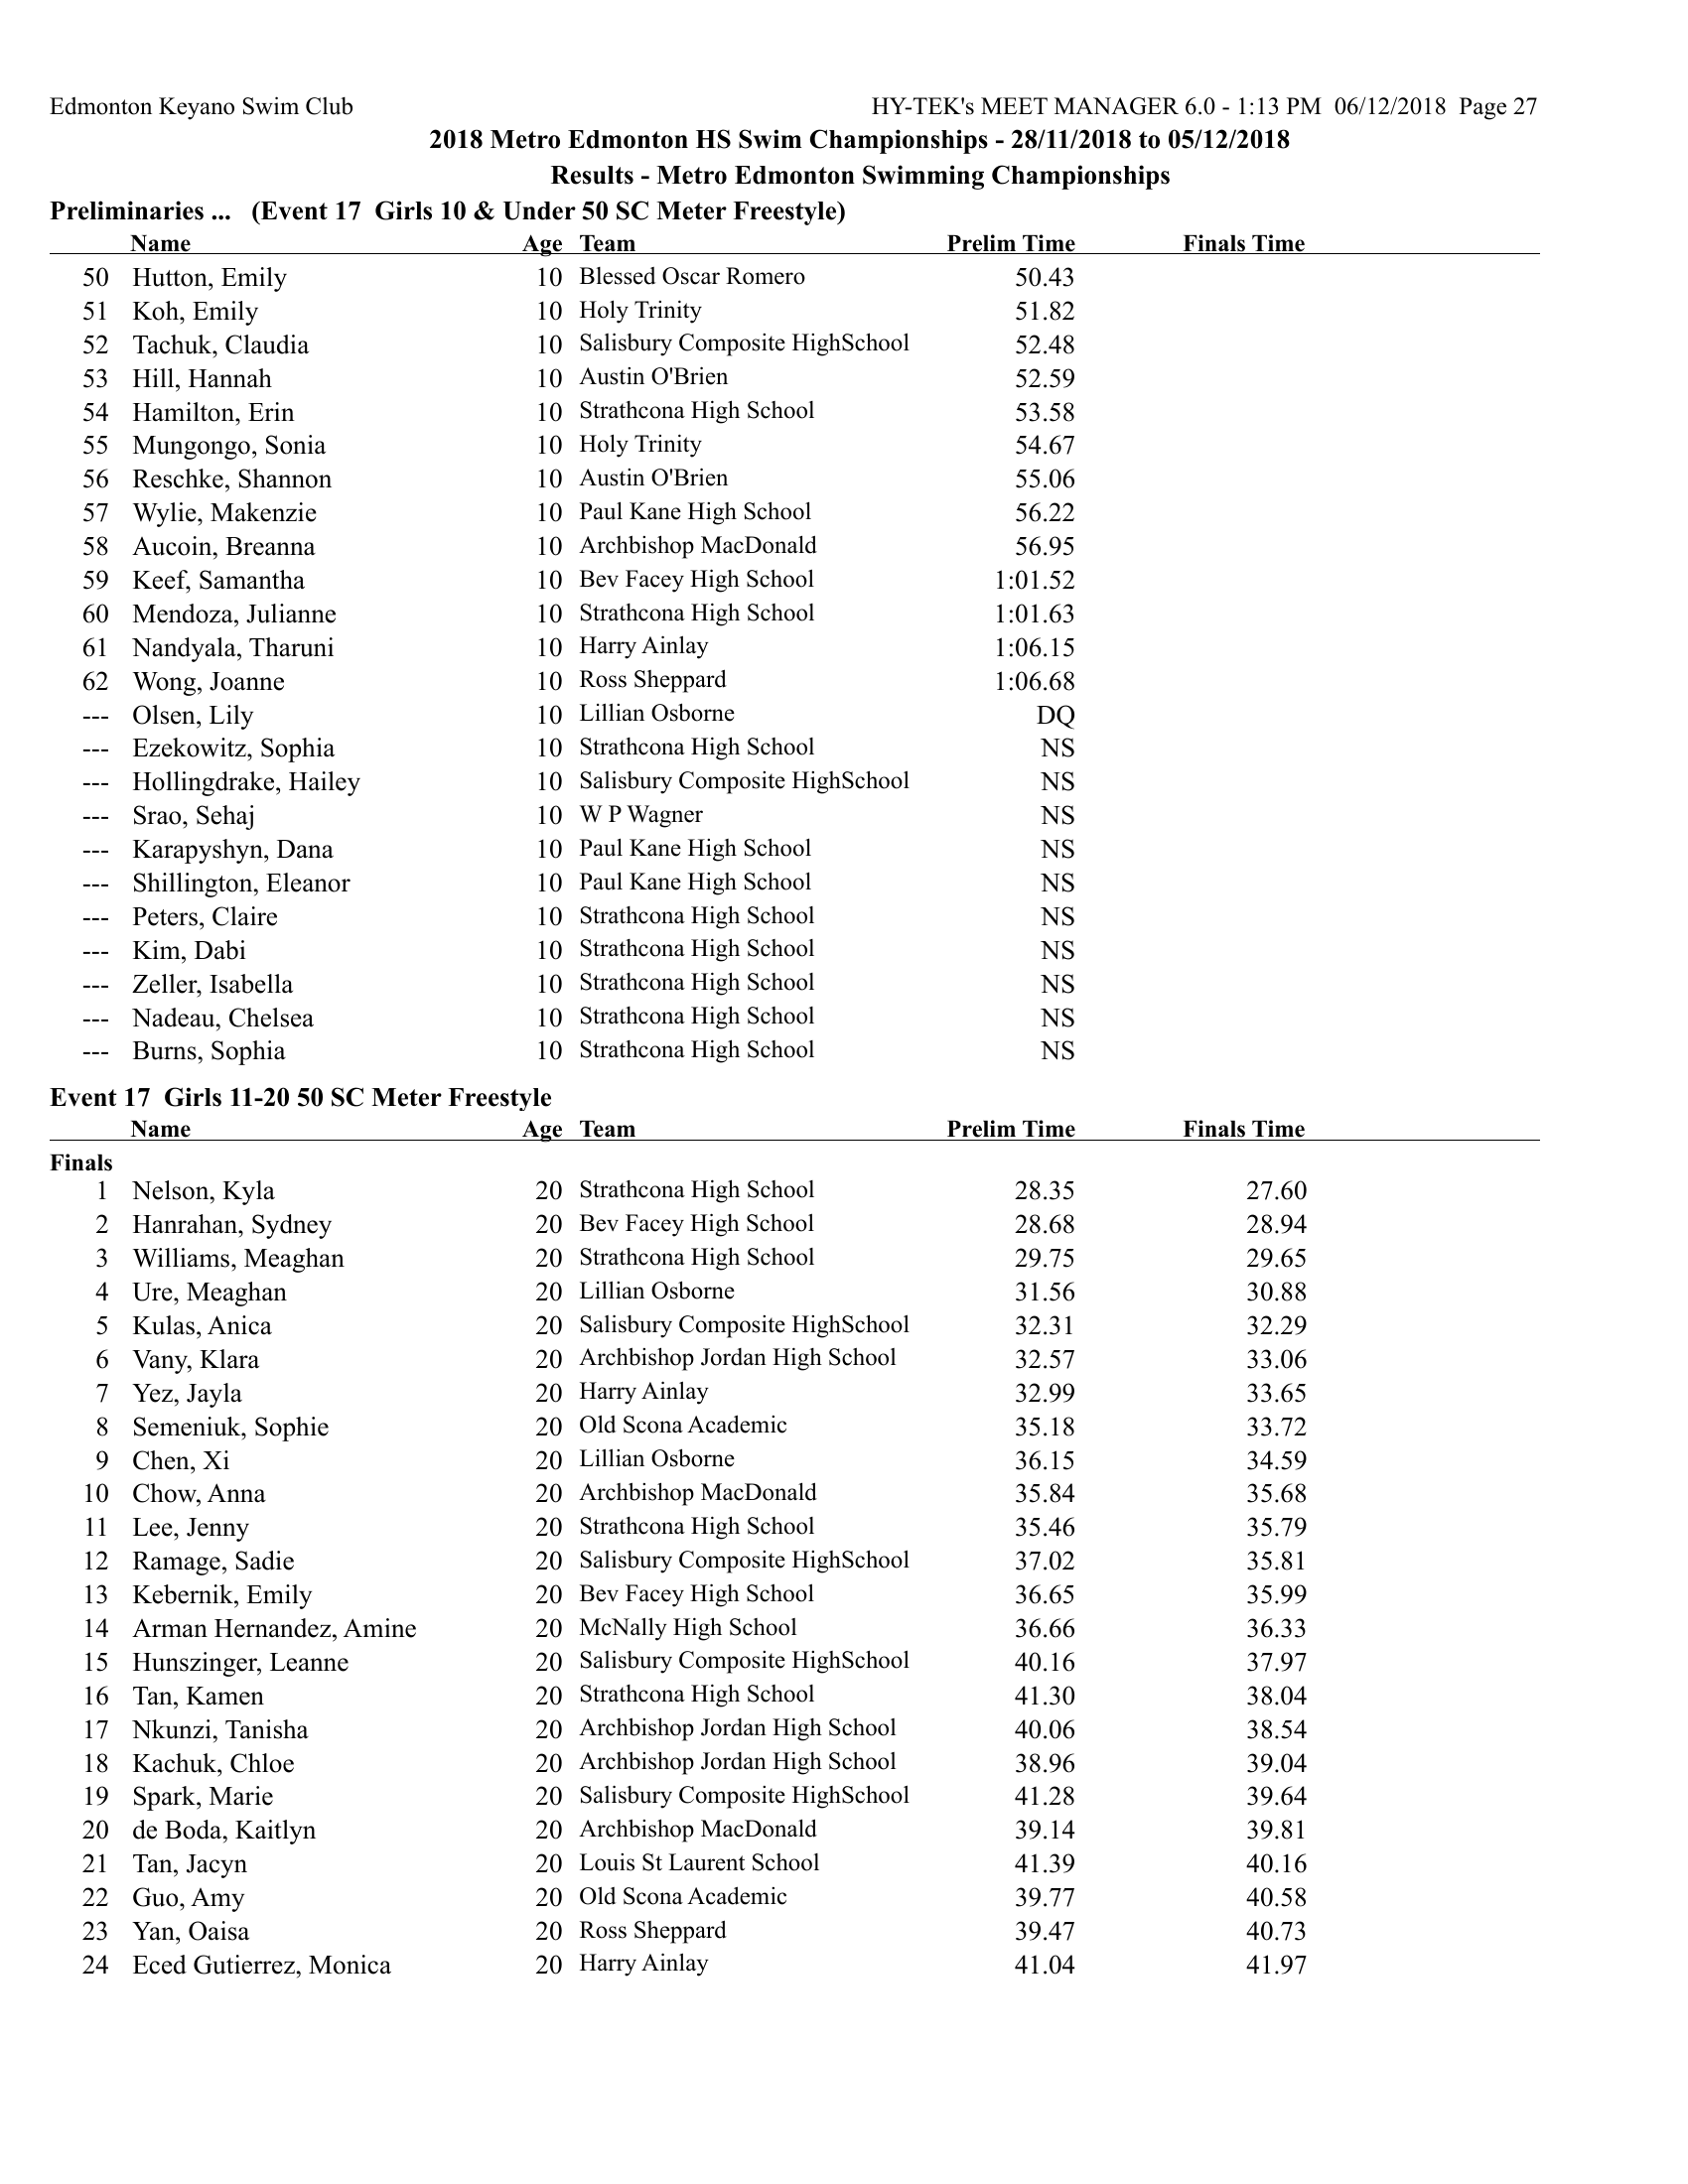 Edmonton Keyano Swim Club HY-TEK's MEET MANAGER 6.0 - 1:13 PM 06/12/2018 Page 27
2018 Metro Edmonton HS Swim Championships - 28/11/2018 to 05/12/2018
Results - Metro Edmonton Swimming Championships
Preliminaries ... (Event 17 Girls 10 & Under 50 SC Meter Freestyle)
Name Age Team Prelim Time Finals Time
50 Hutton, Emily 10 Blessed Oscar Romero 50.43
51 Koh, Emily 10 Holy Trinity 51.82
52 Tachuk, Claudia 10 Salisbury Composite HighSchool 52.48
53 Hill, Hannah 10 Austin O'Brien 52.59
54 Hamilton, Erin 10 Strathcona High School 53.58
55 Mungongo, Sonia 10 Holy Trinity 54.67
56 Reschke, Shannon 10 Austin O'Brien 55.06
57 Wylie, Makenzie 10 Paul Kane High School 56.22
58 Aucoin, Breanna 10 Archbishop MacDonald 56.95
59 Keef, Samantha 10 Bev Facey High School 1:01.52
60 Mendoza, Julianne 10 Strathcona High School 1:01.63
61 Nandyala, Tharuni 10 Harry Ainlay 1:06.15
62 Wong, Joanne 10 Ross Sheppard 1:06.68
--- Olsen, Lily 10 Lillian Osborne DQ
--- Ezekowitz, Sophia 10 Strathcona High School NS
--- Hollingdrake, Hailey 10 Salisbury Composite HighSchool NS
--- Srao, Sehaj 10 W P Wagner NS
--- Karapyshyn, Dana 10 Paul Kane High School NS
--- Shillington, Eleanor 10 Paul Kane High School NS
--- Peters, Claire 10 Strathcona High School NS
--- Kim, Dabi 10 Strathcona High School NS
--- Zeller, Isabella 10 Strathcona High School NS
--- Nadeau, Chelsea 10 Strathcona High School NS
--- Burns, Sophia 10 Strathcona High School NS
Event 17 Girls 11-20 50 SC Meter Freestyle
Name Age Team Prelim Time Finals Time
Finals
1 Nelson, Kyla 20 Strathcona High School 28.35 27.60
2 Hanrahan, Sydney 20 Bev Facey High School 28.68 28.94
3 Williams, Meaghan 20 Strathcona High School 29.75 29.65
4 Ure, Meaghan 20 Lillian Osborne 31.56 30.88
5 Kulas, Anica 20 Salisbury Composite HighSchool 32.31 32.29
6 Vany, Klara 20 Archbishop Jordan High School 32.57 33.06
7 Yez, Jayla 20 Harry Ainlay 32.99 33.65
8 Semeniuk, Sophie 20 Old Scona Academic 35.18 33.72
9 Chen, Xi 20 Lillian Osborne 36.15 34.59
10 Chow, Anna 20 Archbishop MacDonald 35.84 35.68
11 Lee, Jenny 20 Strathcona High School 35.46 35.79
12 Ramage, Sadie 20 Salisbury Composite HighSchool 37.02 35.81
13 Kebernik, Emily 20 Bev Facey High School 36.65 35.99
14 Arman Hernandez, Amine 20 McNally High School 36.66 36.33
15 Hunszinger, Leanne 20 Salisbury Composite HighSchool 40.16 37.97
16 Tan, Kamen 20 Strathcona High School 41.30 38.04
17 Nkunzi, Tanisha 20 Archbishop Jordan High School 40.06 38.54
18 Kachuk, Chloe 20 Archbishop Jordan High School 38.96 39.04
19 Spark, Marie 20 Salisbury Composite HighSchool 41.28 39.64
20 de Boda, Kaitlyn 20 Archbishop MacDonald 39.14 39.81
21 Tan, Jacyn 20 Louis St Laurent School 41.39 40.16
22 Guo, Amy 20 Old Scona Academic 39.77 40.58
23 Yan, Oaisa 20 Ross Sheppard 39.47 40.73
24 Eced Gutierrez, Monica 20 Harry Ainlay 41.04 41.97